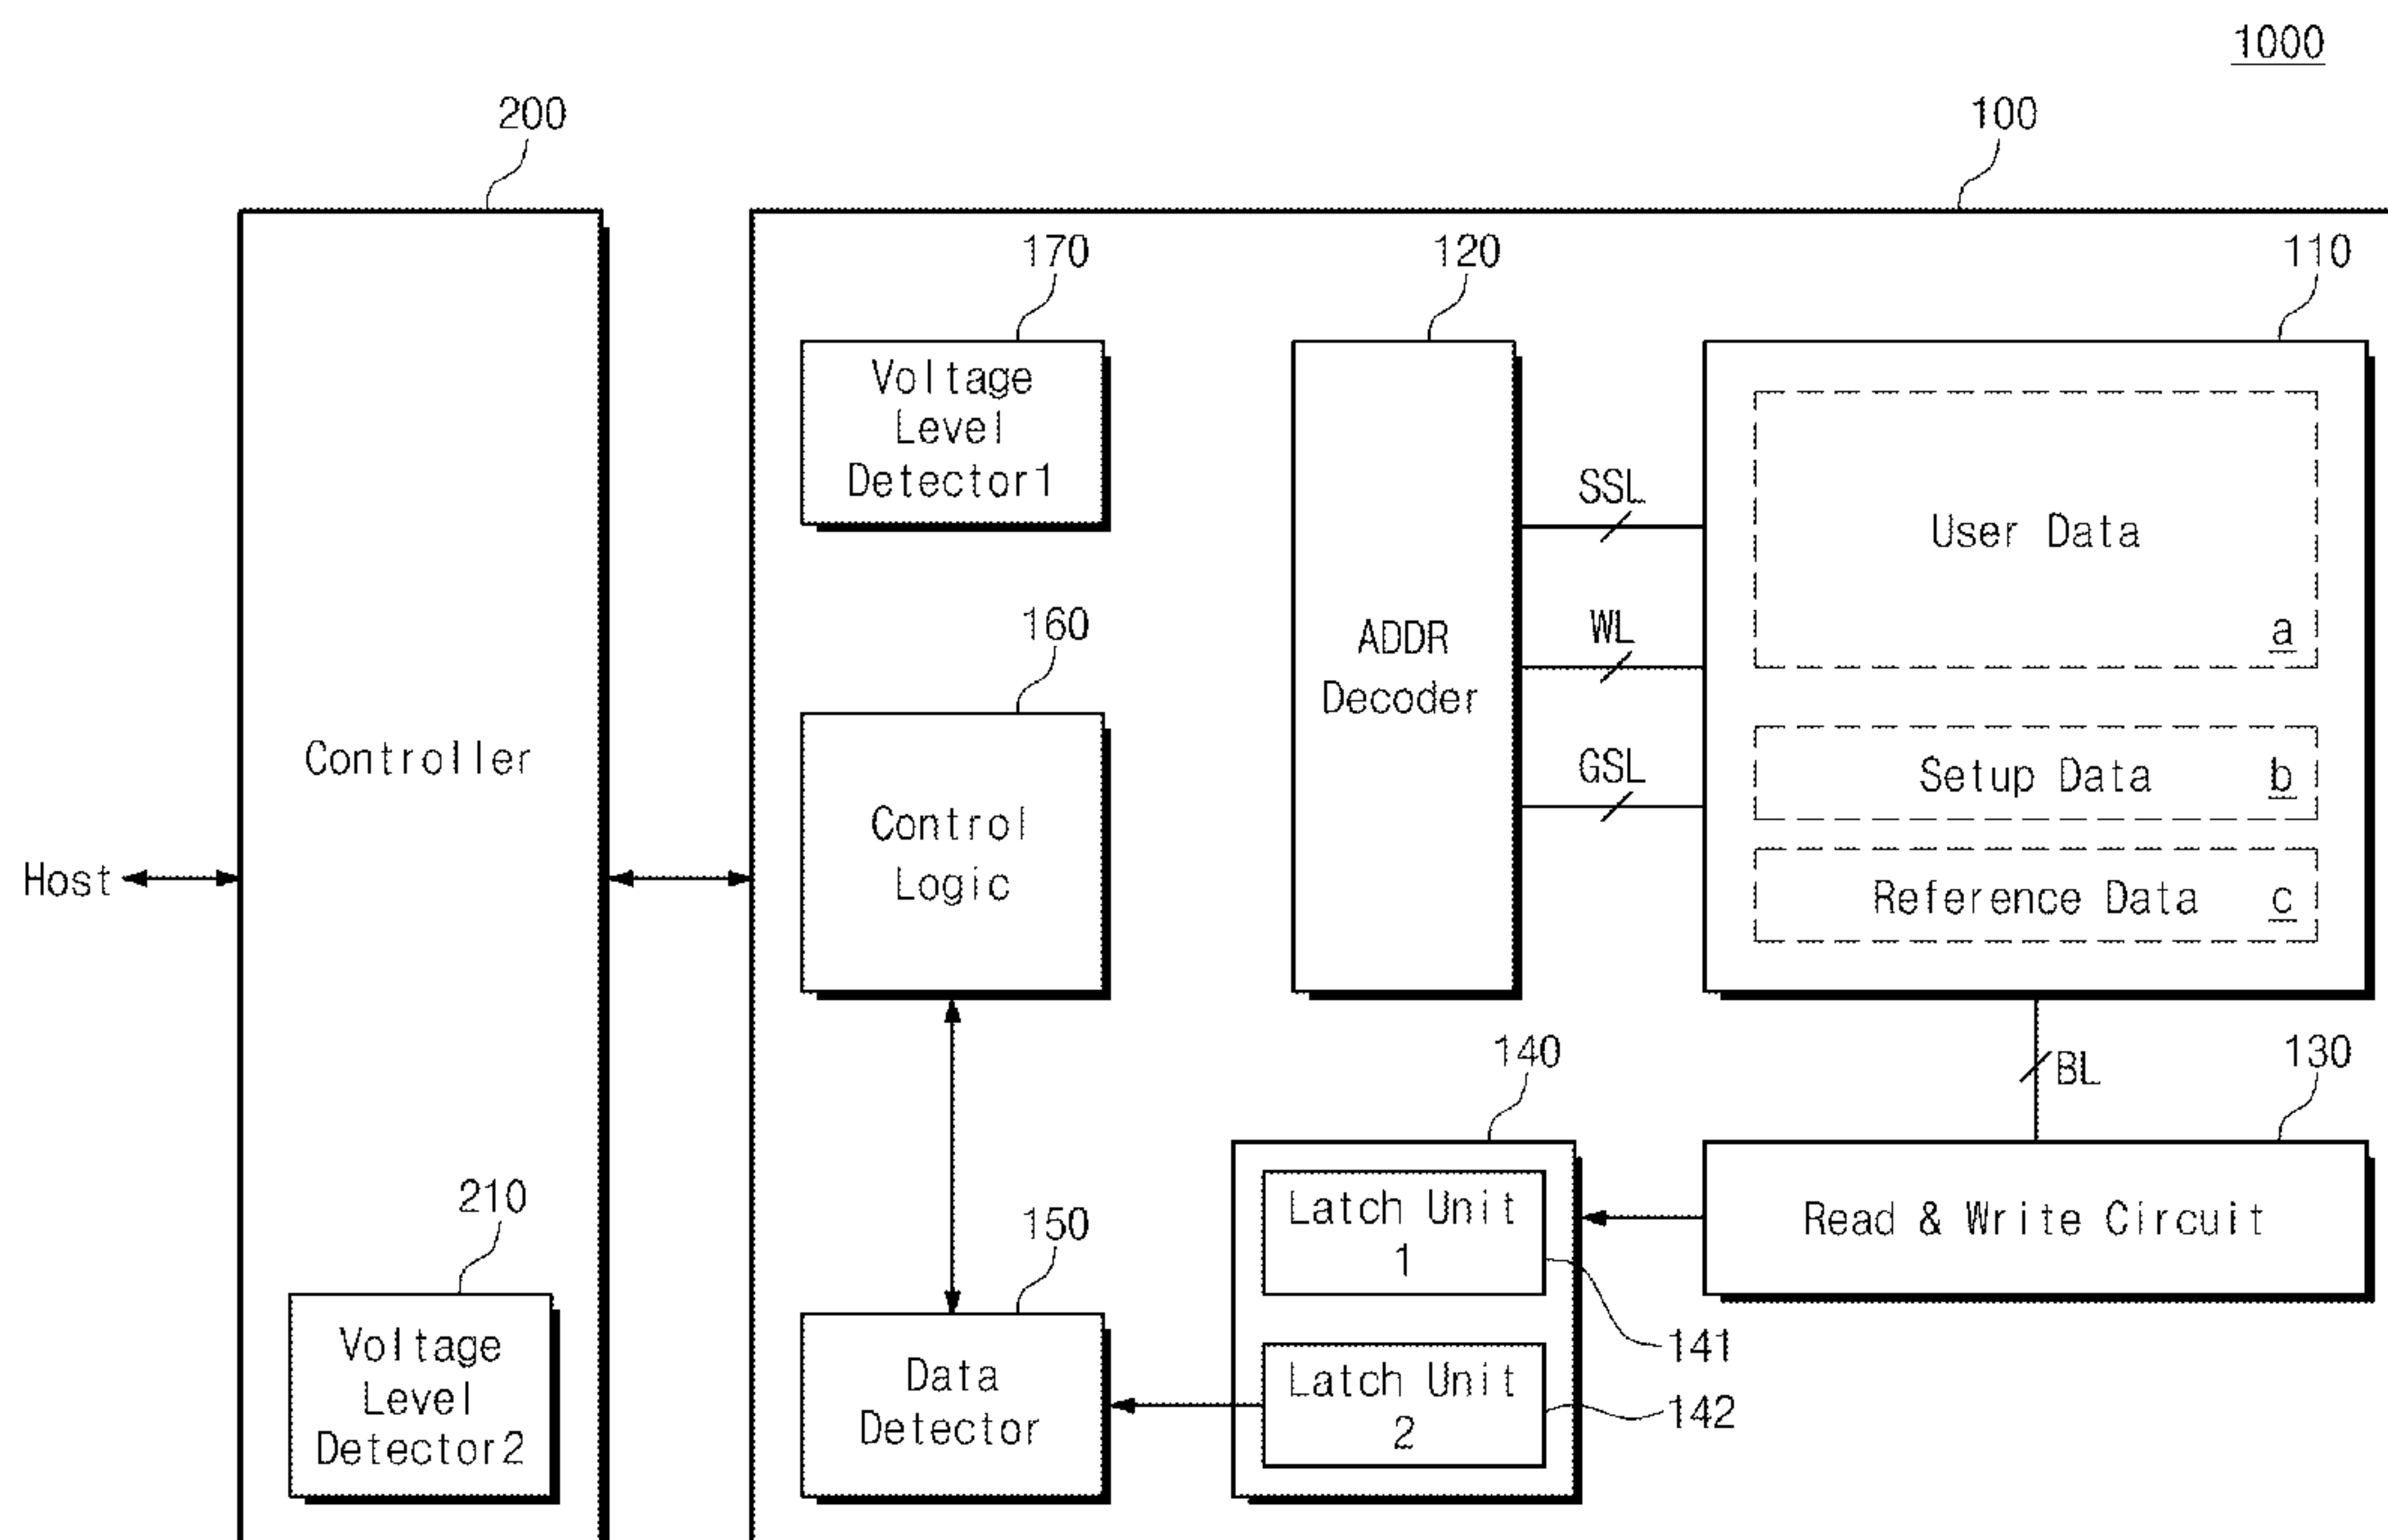 1000
200
100
170
120
110
Voltage
Level
Detector1
SSL
User Data
a
160
WL
ADDR
Decoder
Controller
GSL
Setup Data
b
Control
Logic
Host
Reference Data
c
140
BL
130
210
150
Latch Unit
1
Read & Write Circuit
Voltage
Level
Detector2
141
Data
Detector
Latch Unit
2
142